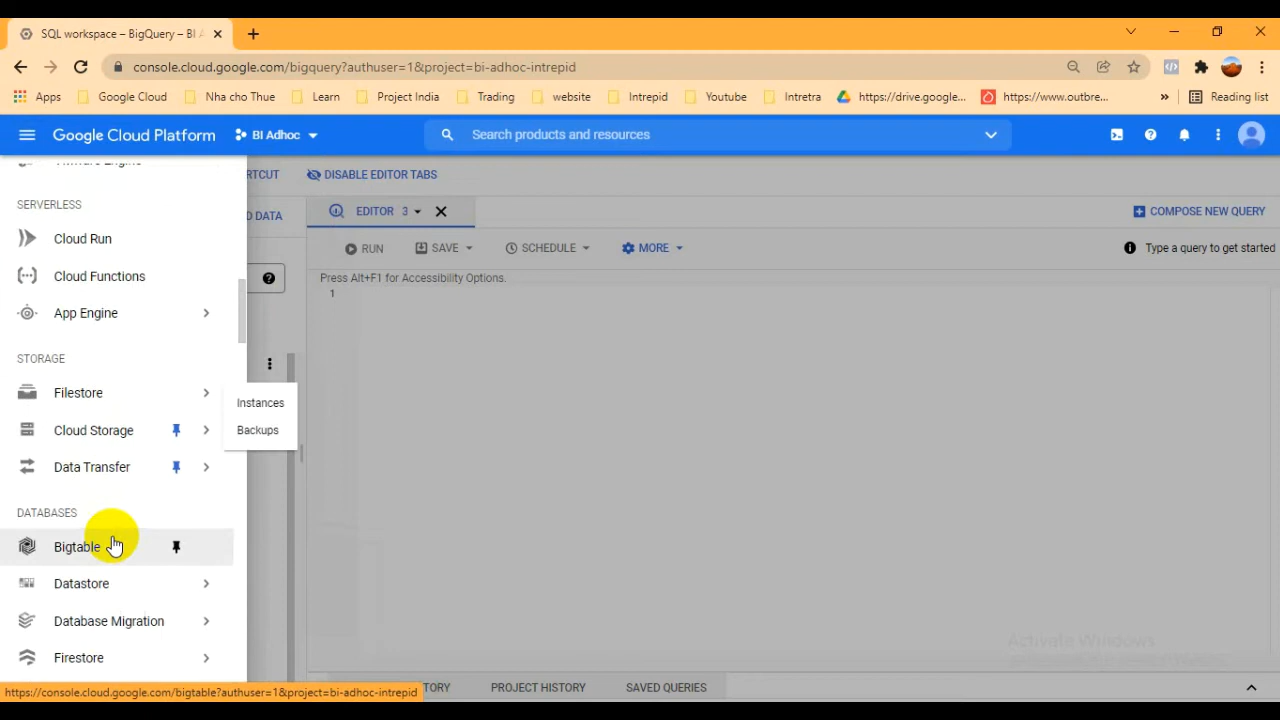 SQL workspace – BigQuery – BI A
console.cloud.google.com/bigquery?authuser=1&project=bi-adhoc-intrepid
Apps Google Cloud Nha cho Thue Learn Project India Trading website Intrepid Youtube Intretra https://drive.google... https://www.outbre... » Reading list
Google Cloud Platform BI Adhoc Search products and resources
RTCUT DISABLE EDITOR TABS
SERVERLESS
D DATA EDITOR 3 COMPOSE NEW QUERY
Cloud Run
RUN SAVE SCHEDULE MORE Type a query to get started
Cloud Functions
Press Alt+F1 for Accessibility Options.
1
App Engine
STORAGE
Filestore
Instances
Cloud Storage
Backups
Data Transfer
DATABASES
Bigtable
Datastore
Database Migration
Activate Windows
Firestore
https://console.cloud.google.com/bigtable?authuser=1&project=bi-adhoc-intrepid
TORY PROJECT HISTORY SAVED QUERIES